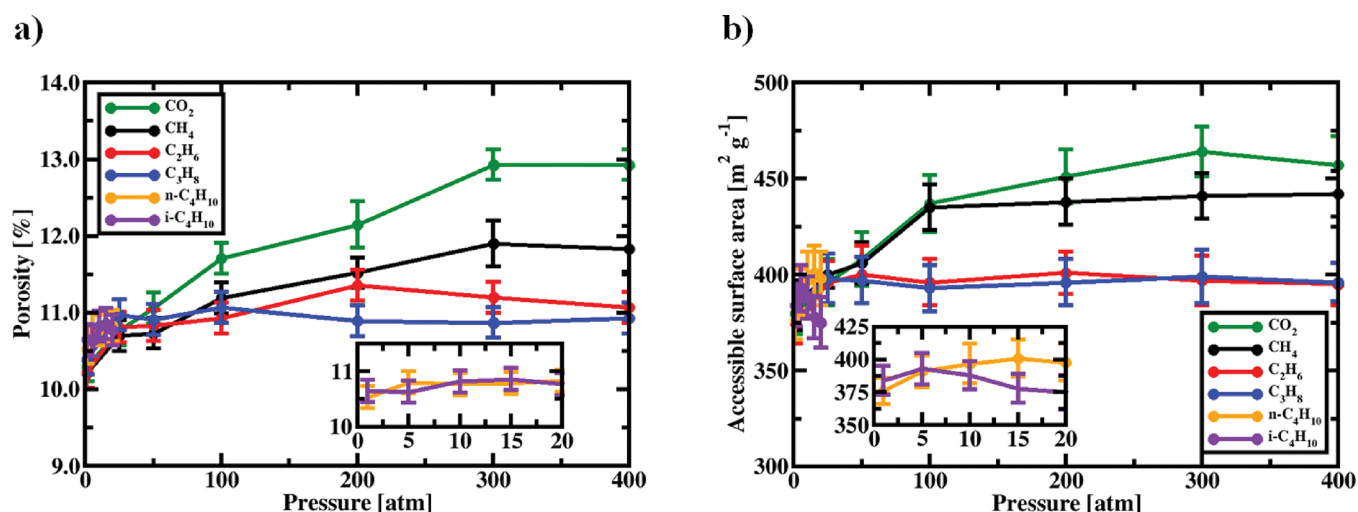 a)
14.0
13.0
12.0
11.0
10.0
9.0
Porosity [%]
CO2
CH4
C2H6
C3H8
n-C4H10
i-C4H10
11
10
0 5 10 15 20
0 100 200 300 400
Pressure [atm]
b)
500
450
400
350
300
Accessible surface area [m2 g-1]
425
400
375
350
0 5 10 15 20
CO2
CH4
C2H6
C3H8
n-C4H10
i-C4H10
0 100 200 300 400
Pressure [atm]